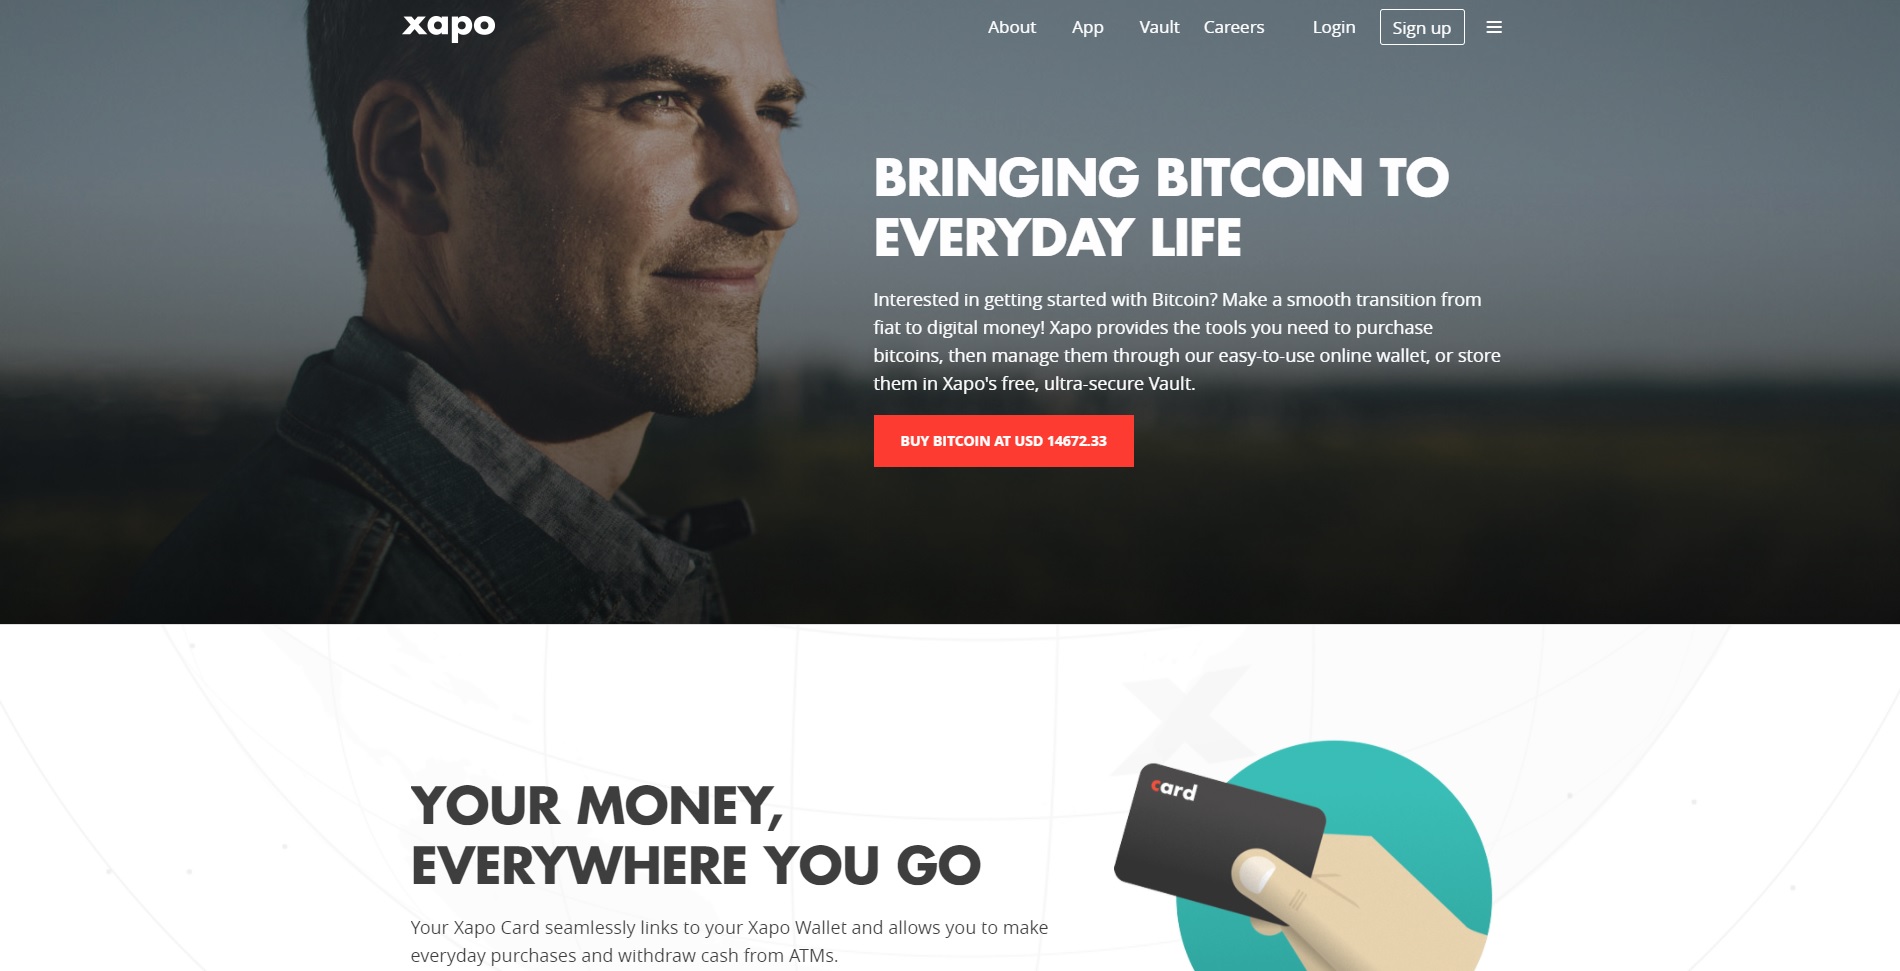 xapo
About App Vault Careers Login Sign up
BRINGING BITCOIN TO
EVERYDAY LIFE
Interested in getting started with Bitcoin? Make a smooth transition from
fiat to digital money! Xapo provides the tools you need to purchase
bitcoins, then manage them through our easy-to-use online wallet, or store
them in Xapo's free, ultra-secure Vault.
BUY BITCOIN AT USD 14672.33
YOUR MONEY,
EVERYWHERE YOU GO
Your Xapo Card seamlessly links to your Xapo Wallet and allows you to make
everyday purchases and withdraw cash from ATMs.
card